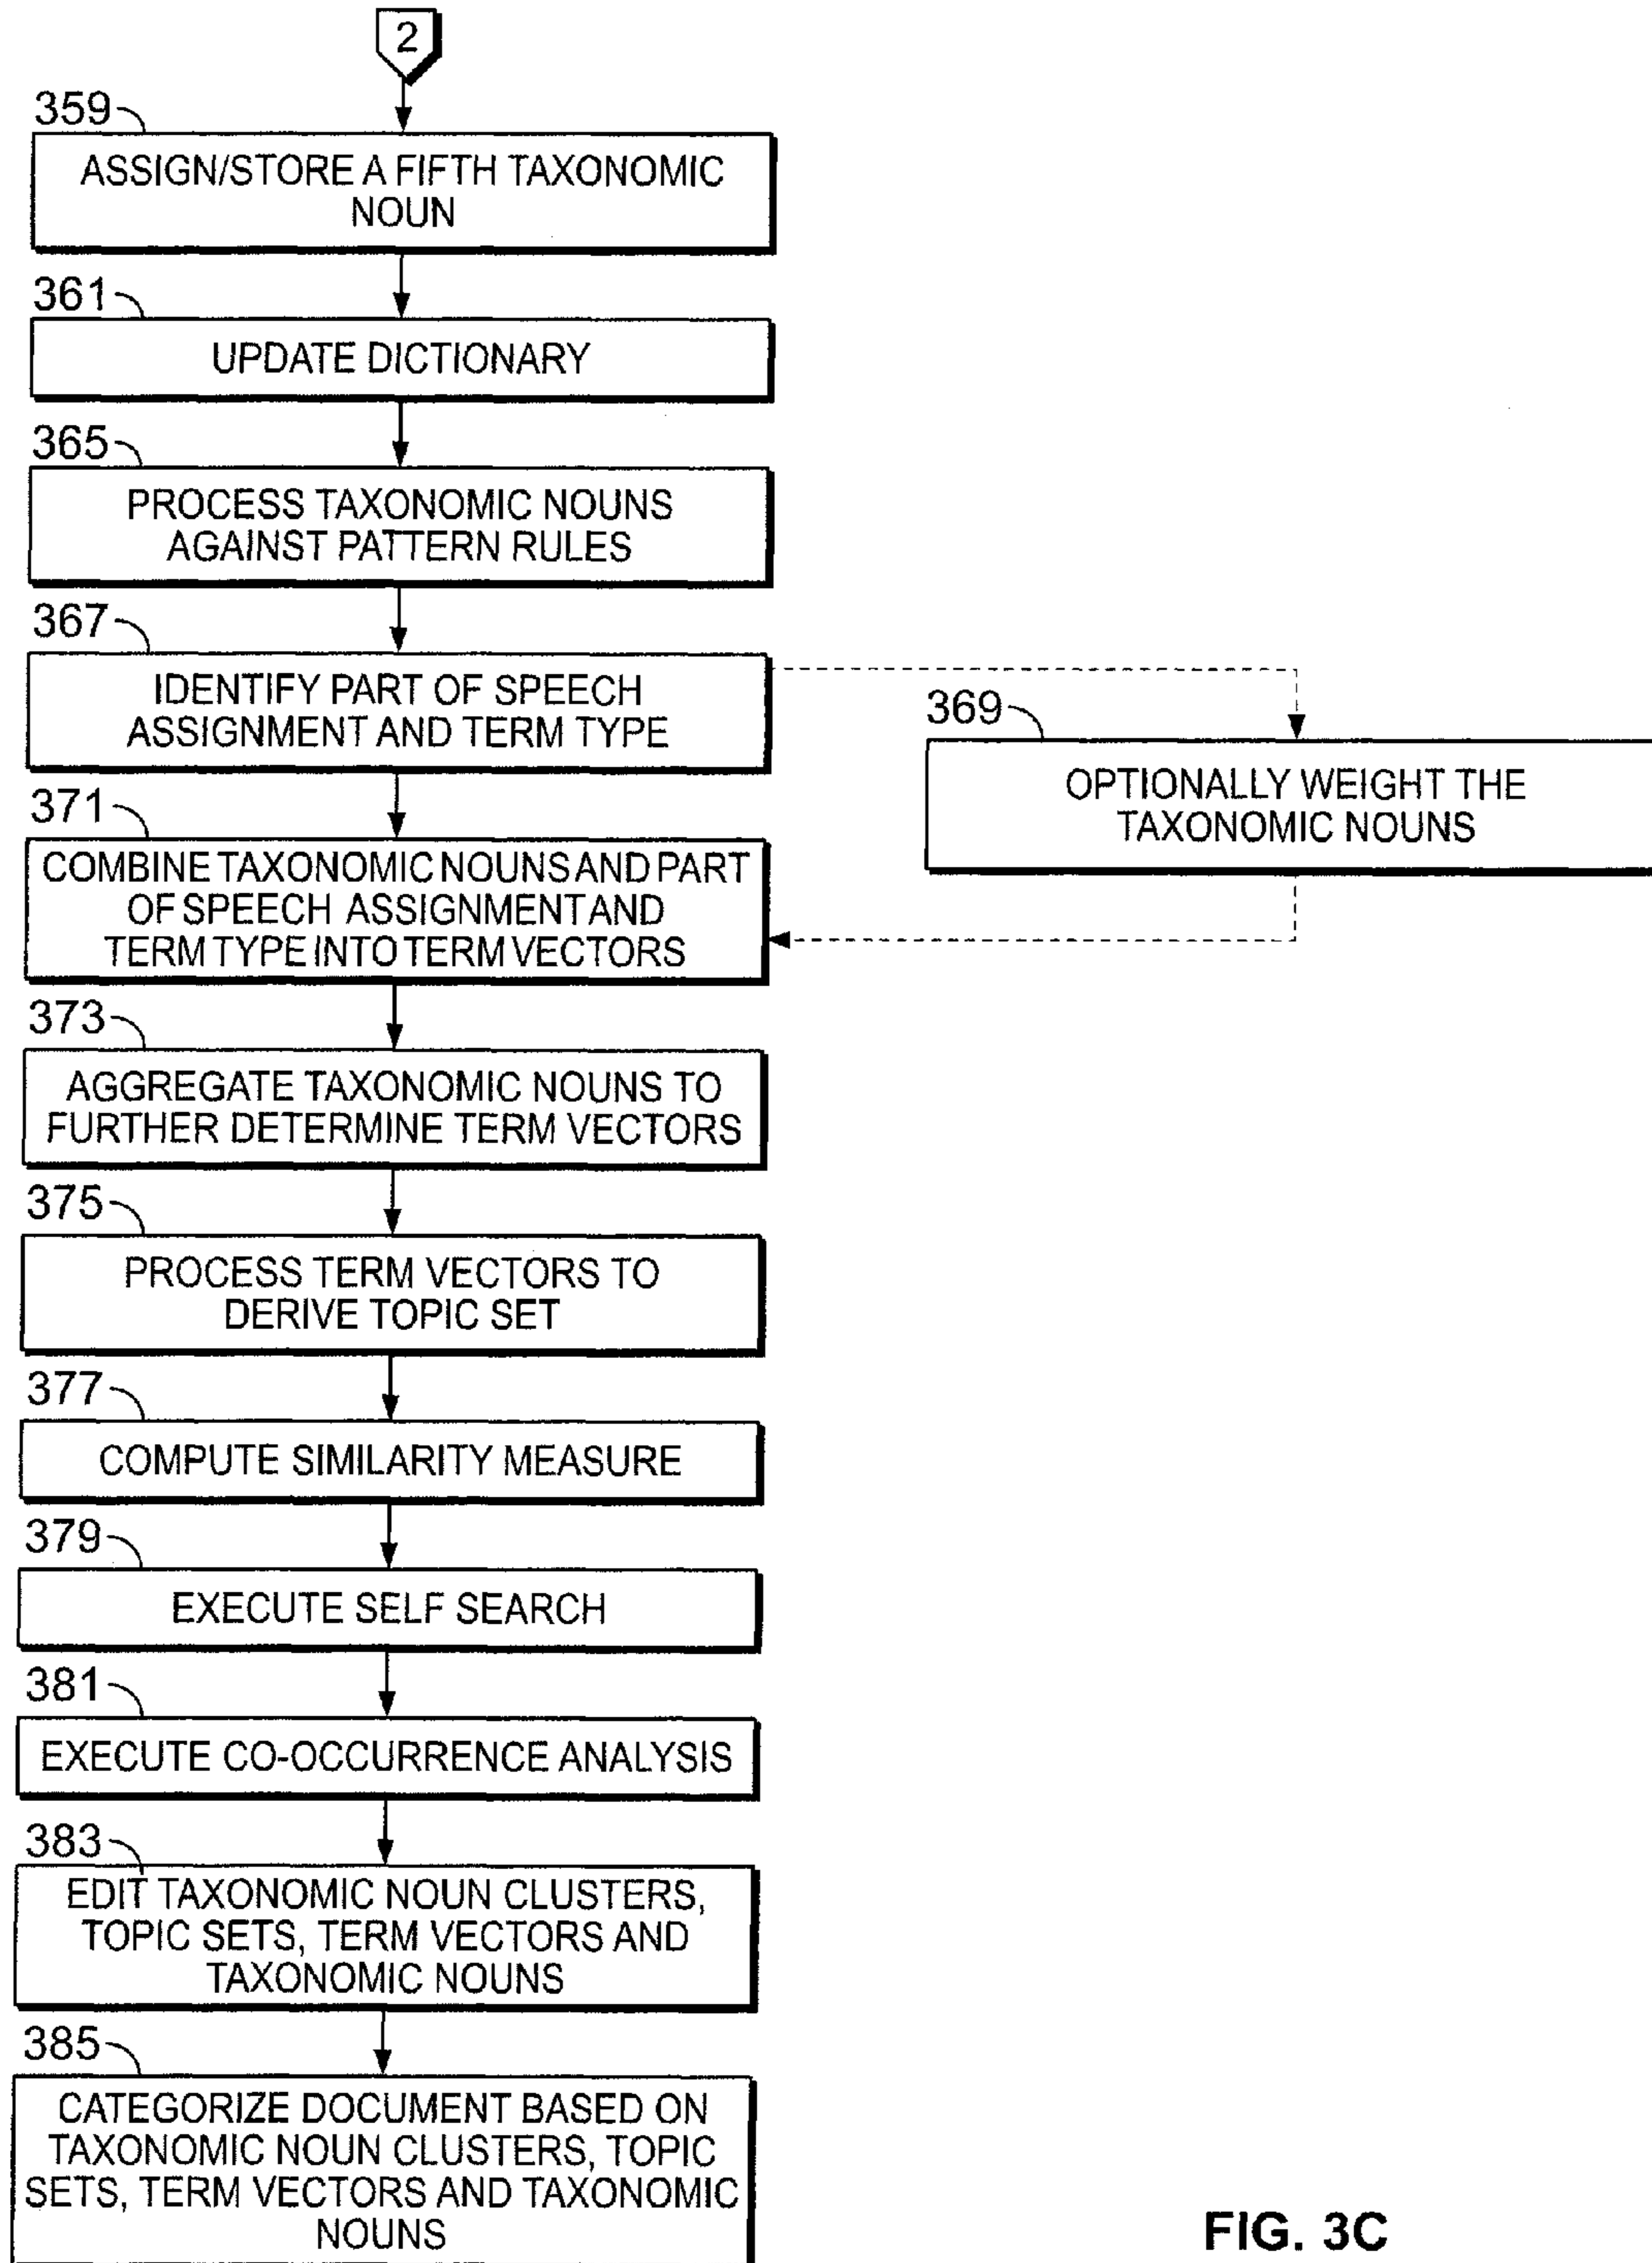 2
359
ASSIGN/STORE A FIFTH TAXONOMIC
NOUN
361
UPDATE DICTIONARY
365
PROCESS TAXONOMIC NOUNS
AGAINST PATTERN RULES
367
IDENTIFY PART OF SPEECH
ASSIGNMENT AND TERM TYPE
369
OPTIONALLY WEIGHT THE
TAXONOMIC NOUNS
371
COMBINE TAXONOMIC NOUNS AND PART
OF SPEECH ASSIGNMENT AND
TERM TYPE INTO TERM VECTORS
373
AGGREGATE TAXONOMIC NOUNS TO
FURTHER DETERMINE TERM VECTORS
375
PROCESS TERM VECTORS TO
DERIVE TOPIC SET
377
COMPUTE SIMILARITY MEASURE
379
EXECUTE SELF SEARCH
381
EXECUTE CO-OCCURRENCE ANALYSIS
383
EDIT TAXONOMIC NOUN CLUSTERS,
TOPIC SETS, TERM VECTORS AND
TAXONOMIC NOUNS
385
CATEGORIZE DOCUMENT BASED ON
TAXONOMIC NOUN CLUSTERS, TOPIC
SETS, TERM VECTORS AND TAXONOMIC
NOUNS
FIG. 3C